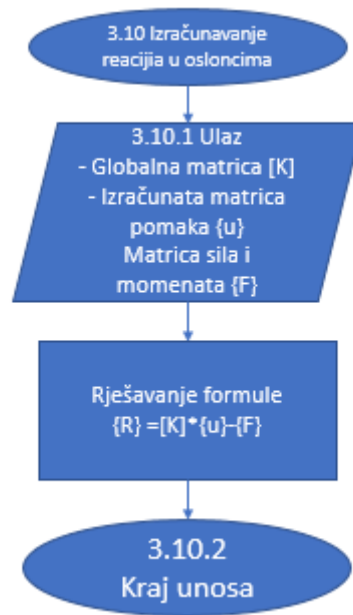 3.10 Izračunavanje
reacijia u osloncima
3.10.1 Ulaz
- Globalna matrica [K]
- Izračunata matrica
pomaka {u}
Matrica sila i
momenata {F}
Rješavanje formule
{R} =[K]*{u}-{F}
3.10.2
Kraj unosa